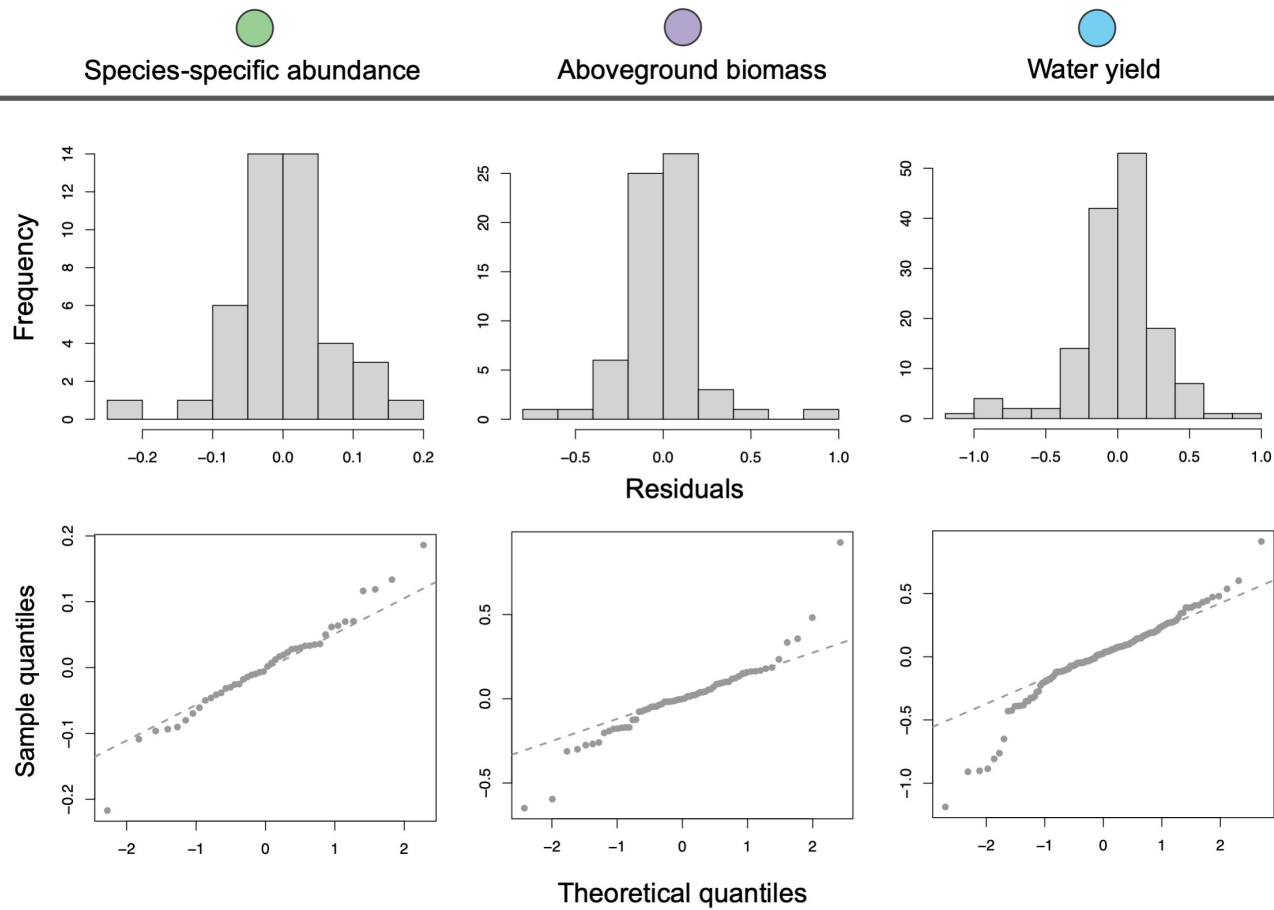 Species-specific abundance
Aboveground biomass
Water yield
Frequency
14
12
10
8
6
4
2
0
−0.2 −0.1 0.0 0.1 0.2
25
20
15
10
5
0
−0.5 0.0 0.5 1.0
50
40
30
20
10
0
−1.0 −0.5 0.0 0.5 1.0
Residuals
Sample quantiles
0.2
0.1
0.0
−0.1
−0.2
−2 −1 0 1 2
0.5
0.0
−0.5
−2 −1 0 1 2
0.5
0.0
−0.5
−1.0
−2 −1 0 1 2
Theoretical quantiles